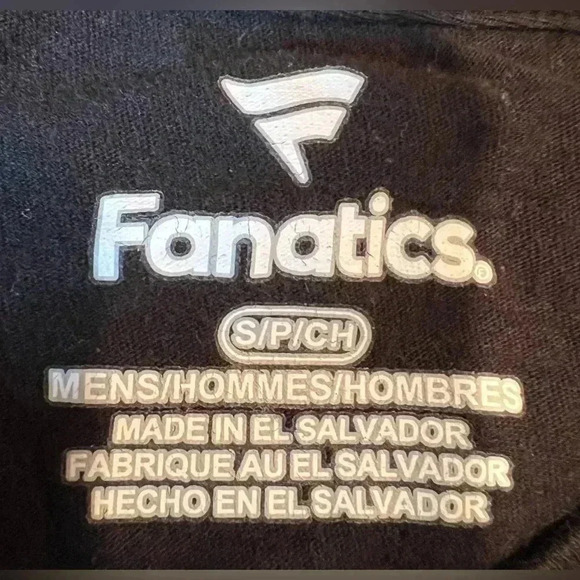 Fanatics.®
S/P/CH
MENS/HOMMES/HOMBRES
MADE IN EL SALVADOR
FABRIQUE AU EL SALVADOR
HECHO EN EL SALVADOR